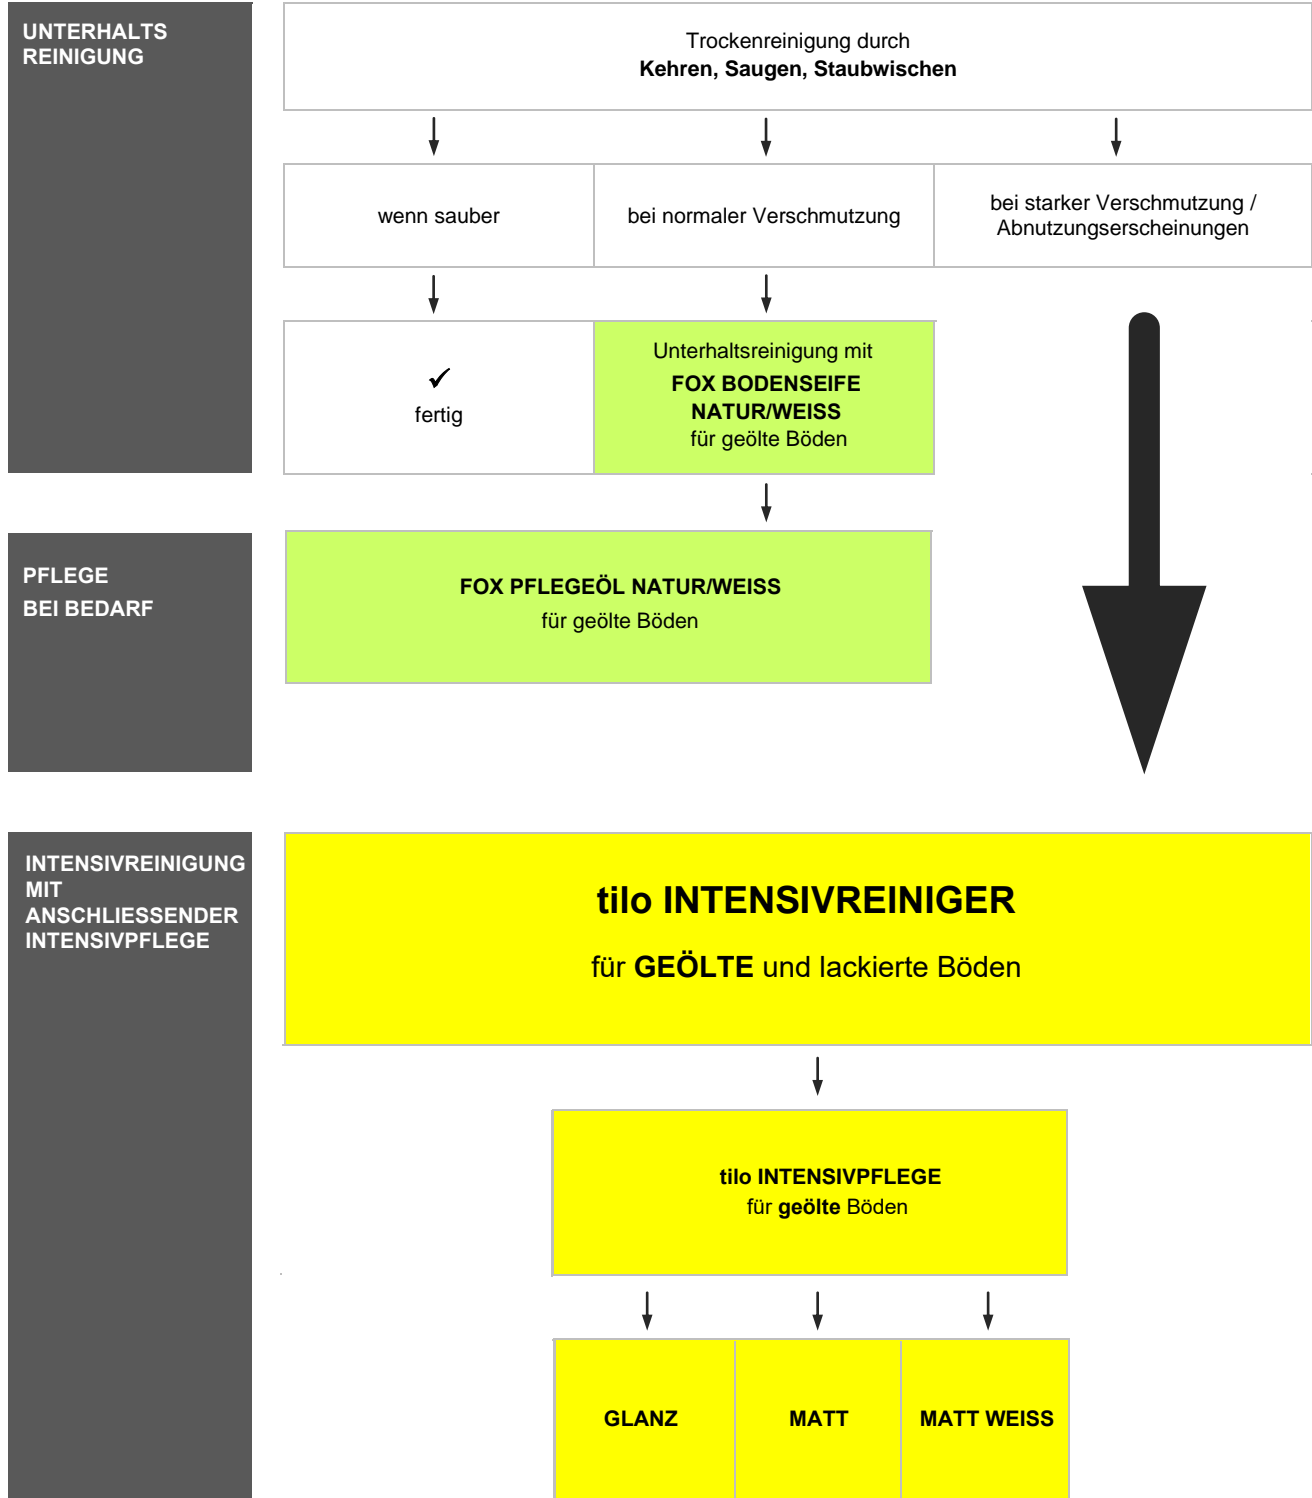 UNTERHALTS
REINIGUNG
Trockenreinigung durch
Kehren, Saugen, Staubwischen
wenn sauber
bei normaler Verschmutzung
bei starker Verschmutzung /
Abnutzungserscheinungen
✓
fertig
Unterhaltsreinigung mit
FOX BODENSEIFE
NATUR/WEISS
für geölte Böden
PFLEGE
BEI BEDARF
FOX PFLEGEÖL NATUR/WEISS
für geölte Böden
INTENSIVREINIGUNG
MIT
ANSCHLIESSENDER
INTENSIVPFLEGE
tilo INTENSIVREINIGER
für GEÖLTE und lackierte Böden
tilo INTENSIVPFLEGE
für geölte Böden
GLANZ
MATT
MATT WEISS